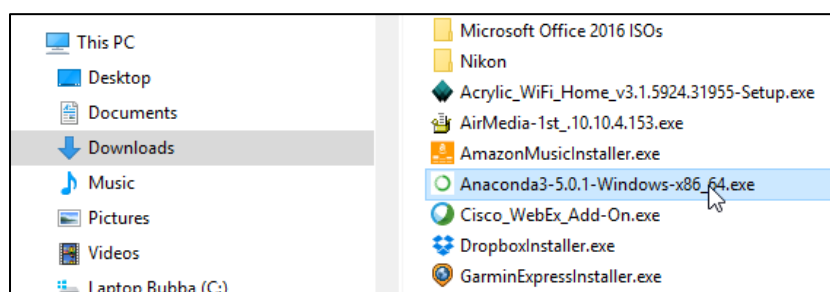 This PC
Desktop
Documents
Downloads
Music
Pictures
Videos
Laptop Bubba (C:)
Microsoft Office 2016 ISOs
Nikon
Acrylic_WiFi_Home_v3.1.5924.31955-Setup.exe
AirMedia-1st_.10.10.4.153.exe
AmazonMusicInstaller.exe
Anaconda3-5.0.1-Windows-x86_64.exe
Cisco_WebEx_Add-On.exe
DropboxInstaller.exe
GarminExpressInstaller.exe